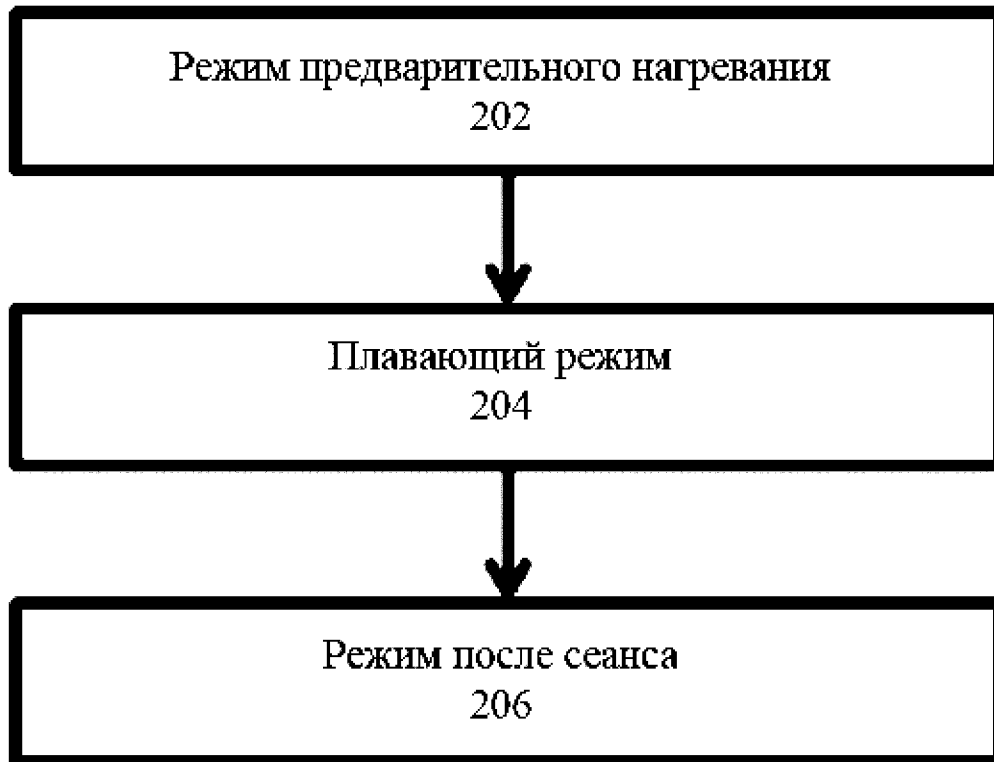 Режим предварительного нагревания
202
Плавающий режим
204
Режим после сеанса
206